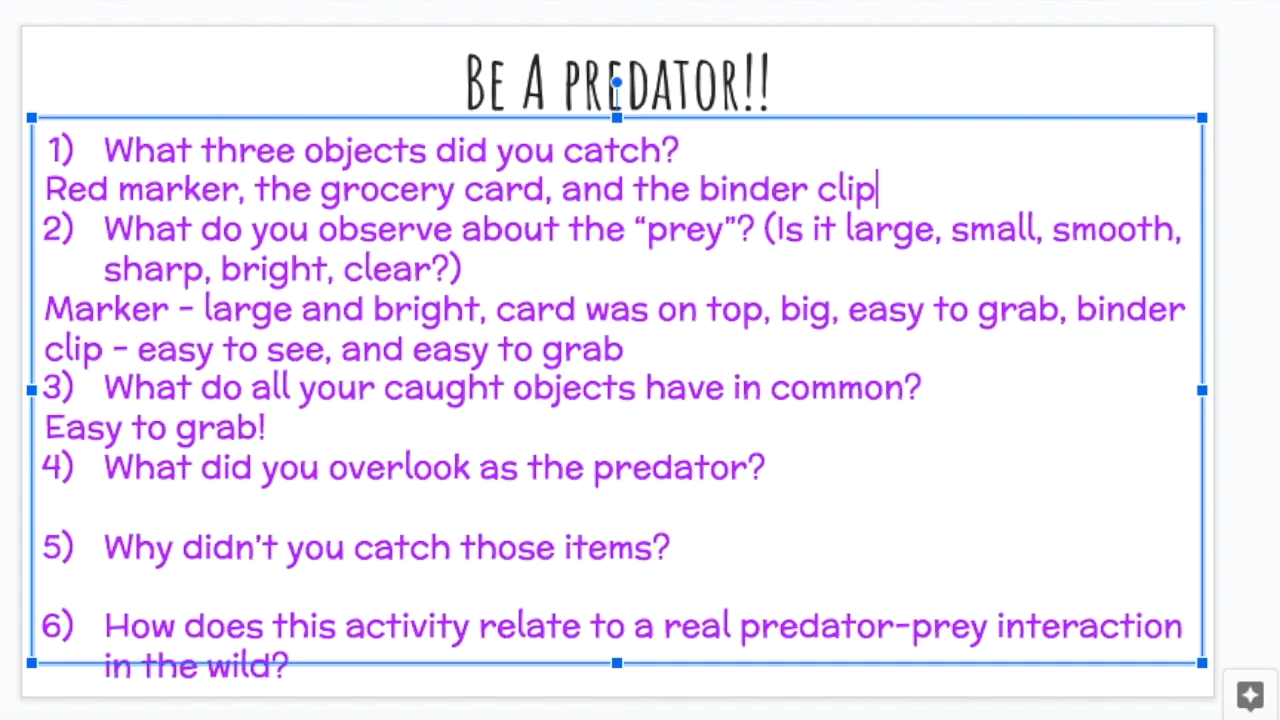 BE A PREDATOR!!
1) What three objects did you catch?
Red marker, the grocery card, and the binder clip
2) What do you observe about the “prey”? (Is it large, small, smooth,
sharp, bright, clear?)
Marker - large and bright, card was on top, big, easy to grab, binder
clip - easy to see, and easy to grab
3) What do all your caught objects have in common?
Easy to grab!
4) What did you overlook as the predator?
5) Why didn't you catch those items?
6) How does this activity relate to a real predator-prey interaction
in the wild?